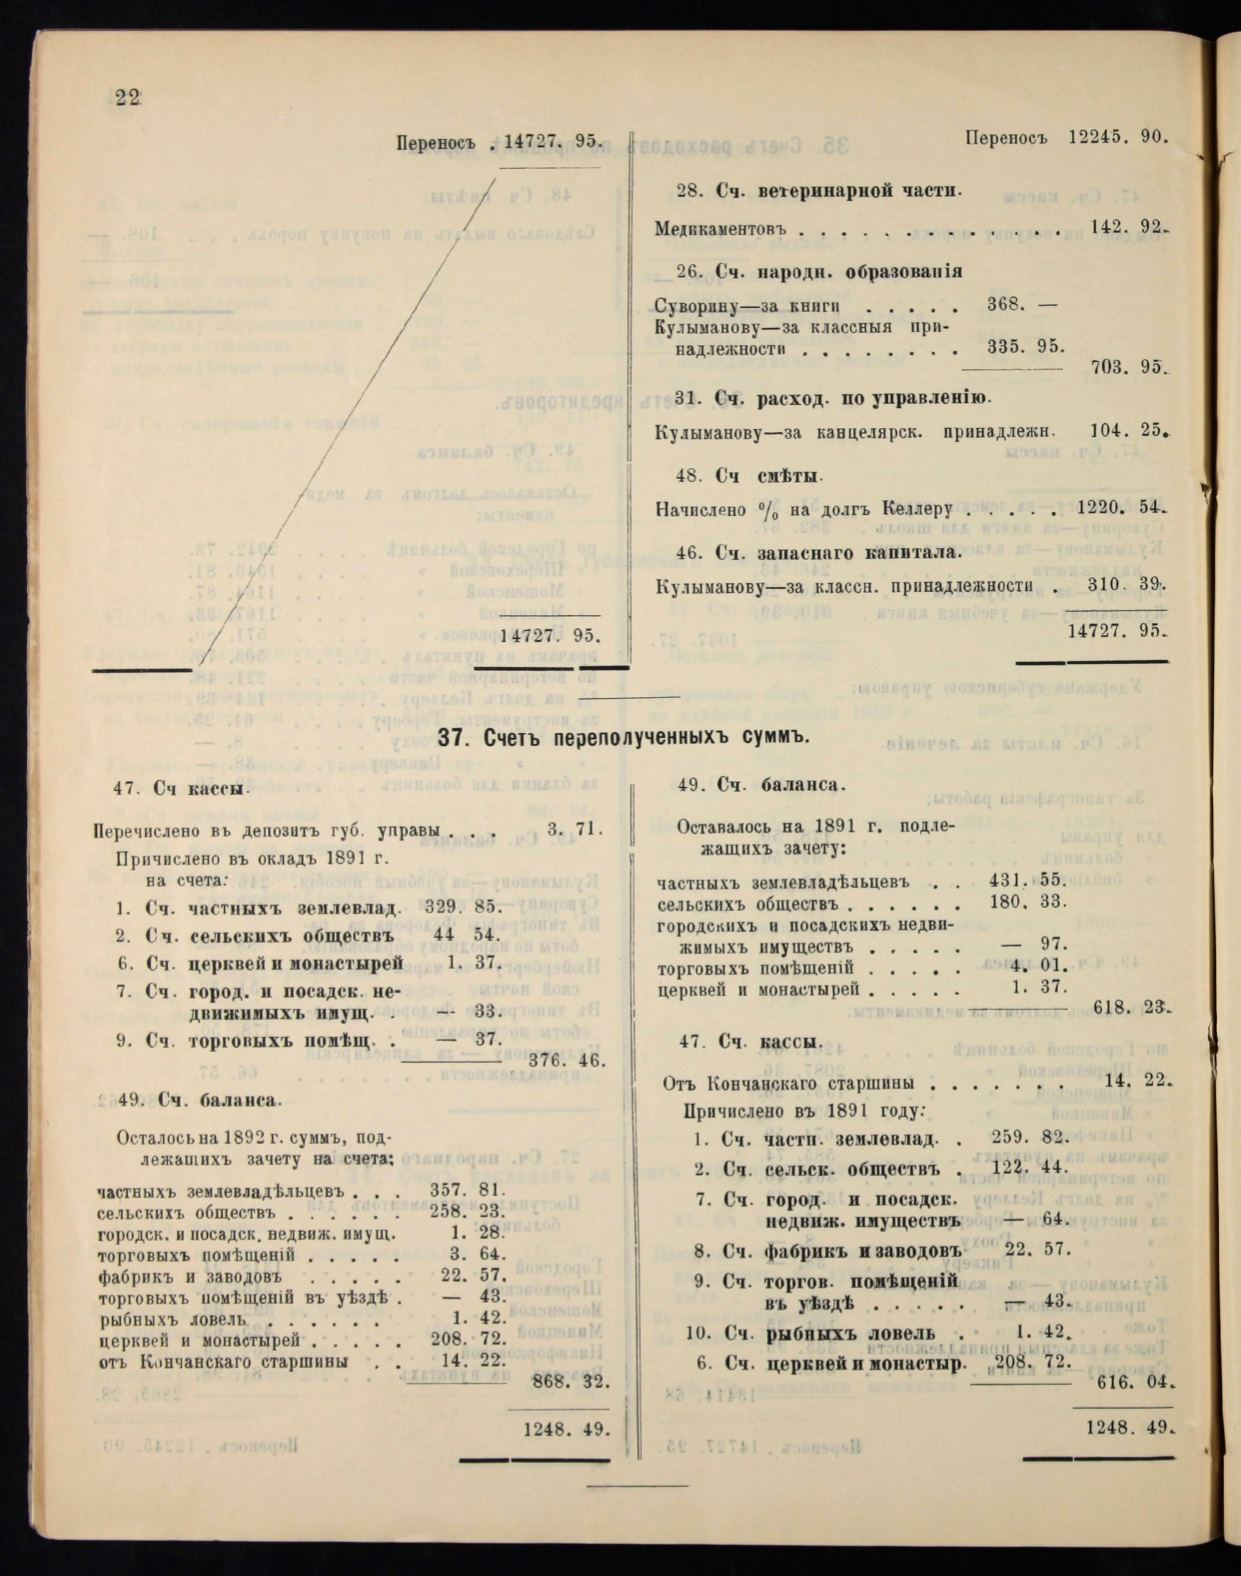 22
Переносъ . 14727. 95.
14727. 95.
Переносъ 12245. 90.
28. Сч. ветеринарной части.
Медикаментовъ . . . . . . . . . . . . . 142. 92.
26. Сч. народн. образованія
Суворину—за книги . . . . . 368. —
Кулыманову—за классныя при-
надлежности . . . . . . . . 335. 95.
703. 95.
31. Сч. расход. по управленію.
Кулыманову—за канцелярск. принадлежн. 104. 25.
48. Сч смѣты.
Начислено % на долгъ Келлеру . . . . . 1220. 54.
46. Сч. запаснаго капитала.
Кулыманову—за классн. принадлежности . 310. 39.
14727. 95.
37. Счетъ переполученныхъ суммъ.
47. Сч кассы.
Перечислено въ депозитъ губ. управы . . . 3. 71.
Причислено въ окладъ 1891 г.
на счета:
1. Сч. частныхъ землевлад. 329. 85.
2. Сч. сельскихъ обществъ 44 54.
6. Сч. церквей и монастырей 1. 37.
7. Сч. город. и посадск. не-
движимыхъ имущ. . — 33.
9. Сч. торговыхъ помѣщ. . — 37.
376. 46.
49. Сч. баланса.
Осталось на 1892 г. суммъ, под-
лежащихъ зачету на счета:
частныхъ землевладѣльцевъ . . . 357. 81.
сельскихъ обществъ . . . . . . 258. 23.
городск. и посадск. недвиж. имущ. 1. 28.
торговыхъ помѣщеній . . . . . 3. 64.
фабрикъ и заводовъ . . . . . 22. 57.
торговыхъ помѣщеній въ уѣздѣ . — 43.
рыбныхъ ловель . . . . . . 1. 42.
церквей и монастырей . . . . . 208. 72.
отъ Кончанскаго старшины . . 14. 22.
868. 32.
1248. 49.
49. Сч. баланса.
Оставалось на 1891 г. подле-
жащихъ зачету:
частныхъ землевладѣльцевъ . . 431. 55.
сельскихъ обществъ . . . . . . 180. 33.
городскихъ и посадскихъ недви-
жимыхъ имуществъ . . . . . — 97.
торговыхъ помѣщеній . . . . . 4. 01.
церквей и монастырей . . . . . 1. 37.
618. 23.
47. Сч. кассы.
Отъ Кончанскаго старшины . . . . . . . 14. 22.
Причислено въ 1891 году:
1. Сч. частн. землевлад. . 259. 82.
2. Сч. сельск. обществъ . 122. 44.
7. Сч. город. и посадск.
недвиж. имуществъ — 64.
8. Сч. фабрикъ и заводовъ 22. 57.
9. Сч. торгов. помѣщеній
въ уѣздѣ . . . . . — 43.
10. Сч. рыбныхъ ловель . 1. 42.
6. Сч. церквей и монастыр. 208. 72.
616. 04.
1248. 49.